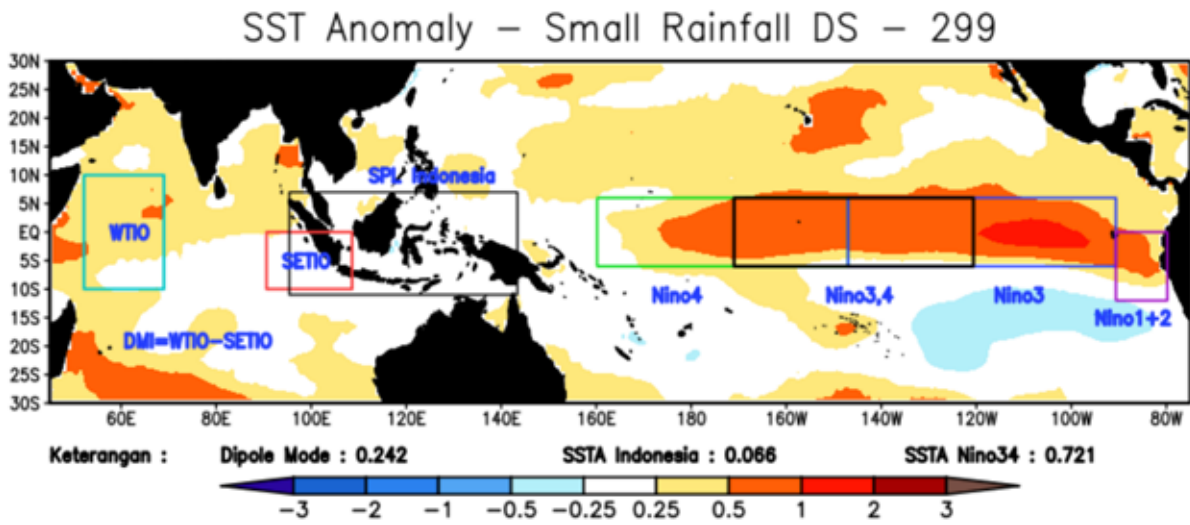 SST Anomaly – Small Rainfall DS – 299
30N
25N
20N
15N
10N
5N
EQ
5S
10S
15S
20S
25S
30S
SPL Indonesia
WTIO
SETIO
Nino4
Nino3,4
Nino3
Nino1+2
DMI=WTIO-SETIO
60E 80E 100E 120E 140E 160E 180 160W 140W 120W 100W 80W
Keterangan : Dipole Mode : 0.242 SSTA Indonesia : 0.066 SSTA Nino34 : 0.721
-3 -2 -1 -0.5 -0.25 0.25 0.5 1 2 3